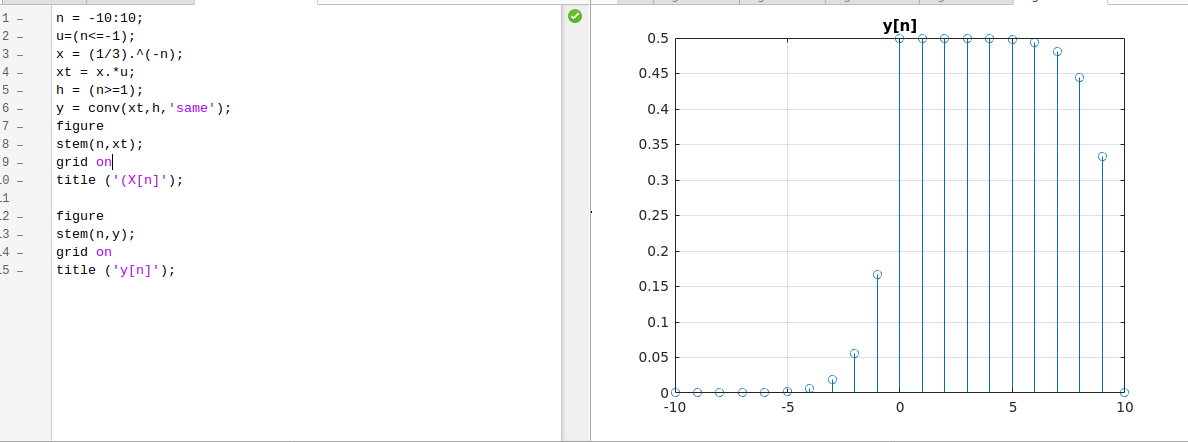 1 – n = -10:10;
2 – u=(n<=-1);
3 – x = (1/3).^(-n);
4 – xt = x.*u;
5 – h = (n>=1);
6 – y = conv(xt,h,'same');
7 – figure
8 – stem(n,xt);
9 – grid on
0 – title ('(X[n]');
1
2 – figure
3 – stem(n,y);
4 – grid on
5 – title ('y[n]');
y[n]
0.5
0.45
0.4
0.35
0.3
0.25
0.2
0.15
0.1
0.05
0
-10 -5 0 5 10